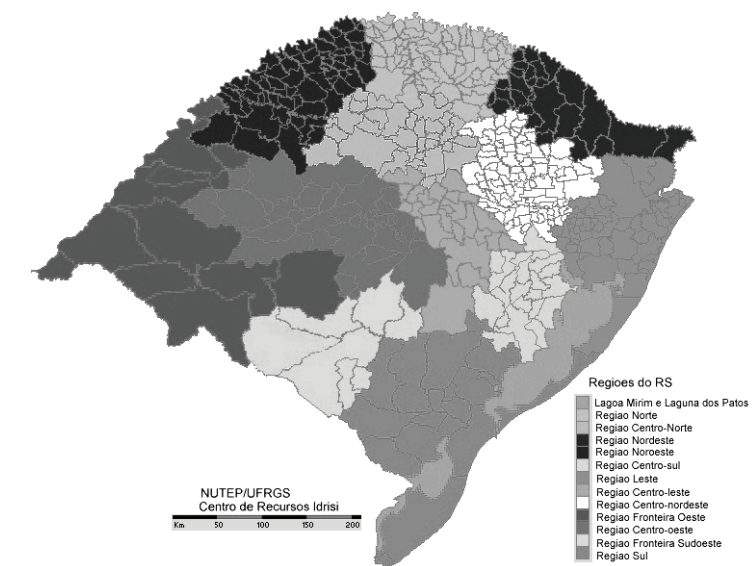 Regioes do RS
Lagoa Mirim e Laguna dos Patos
Regiao Norte
Regiao Centro-Norte
Regiao Nordeste
Regiao Noroeste
Regiao Centro-sul
Regiao Leste
Regiao Centro-leste
Regiao Centro-nordeste
Regiao Fronteira Oeste
Regiao Centro-oeste
Regiao Fronteira Sudoeste
Regiao Sul
NUTEP/UFRGS
Centro de Recursos Idrisi
Km 50 100 150 200